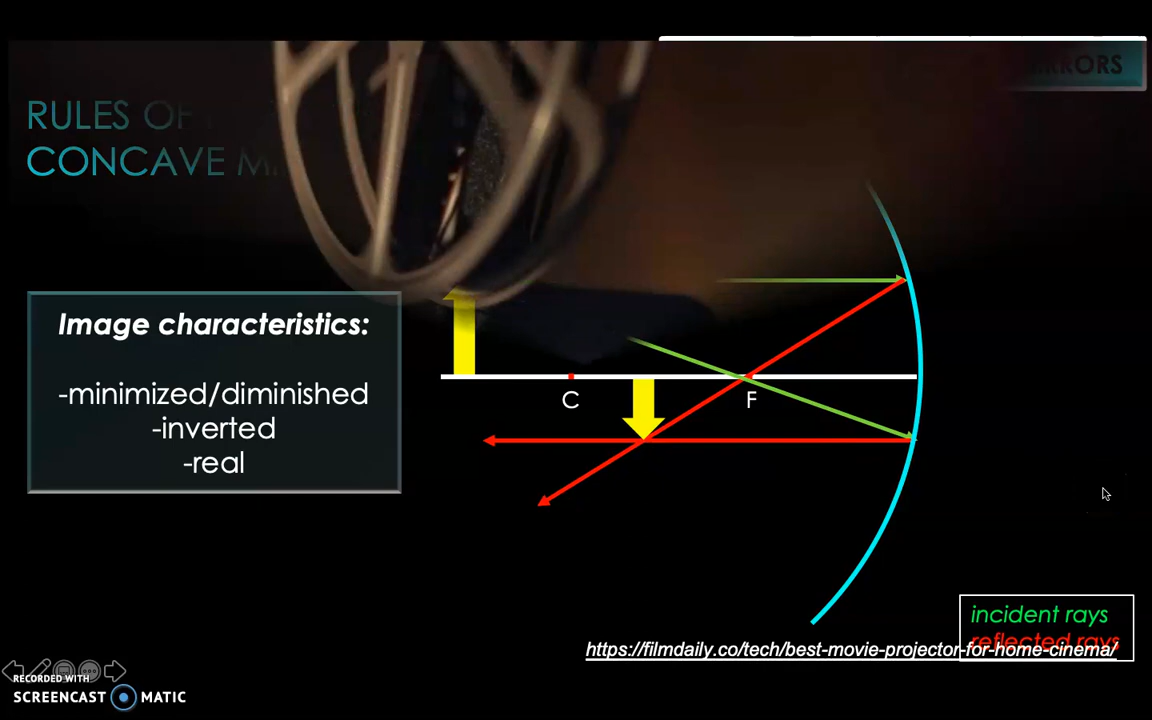 RRORS
RULES OF
CONCAVE M
Image characteristics:
-minimized/diminished
-inverted
-real
C
F
incident rays
reflected rays
https://filmdaily.co/tech/best-movie-projector-for-home-cinema/
RECORDED WITH
SCREENCAST MATIC